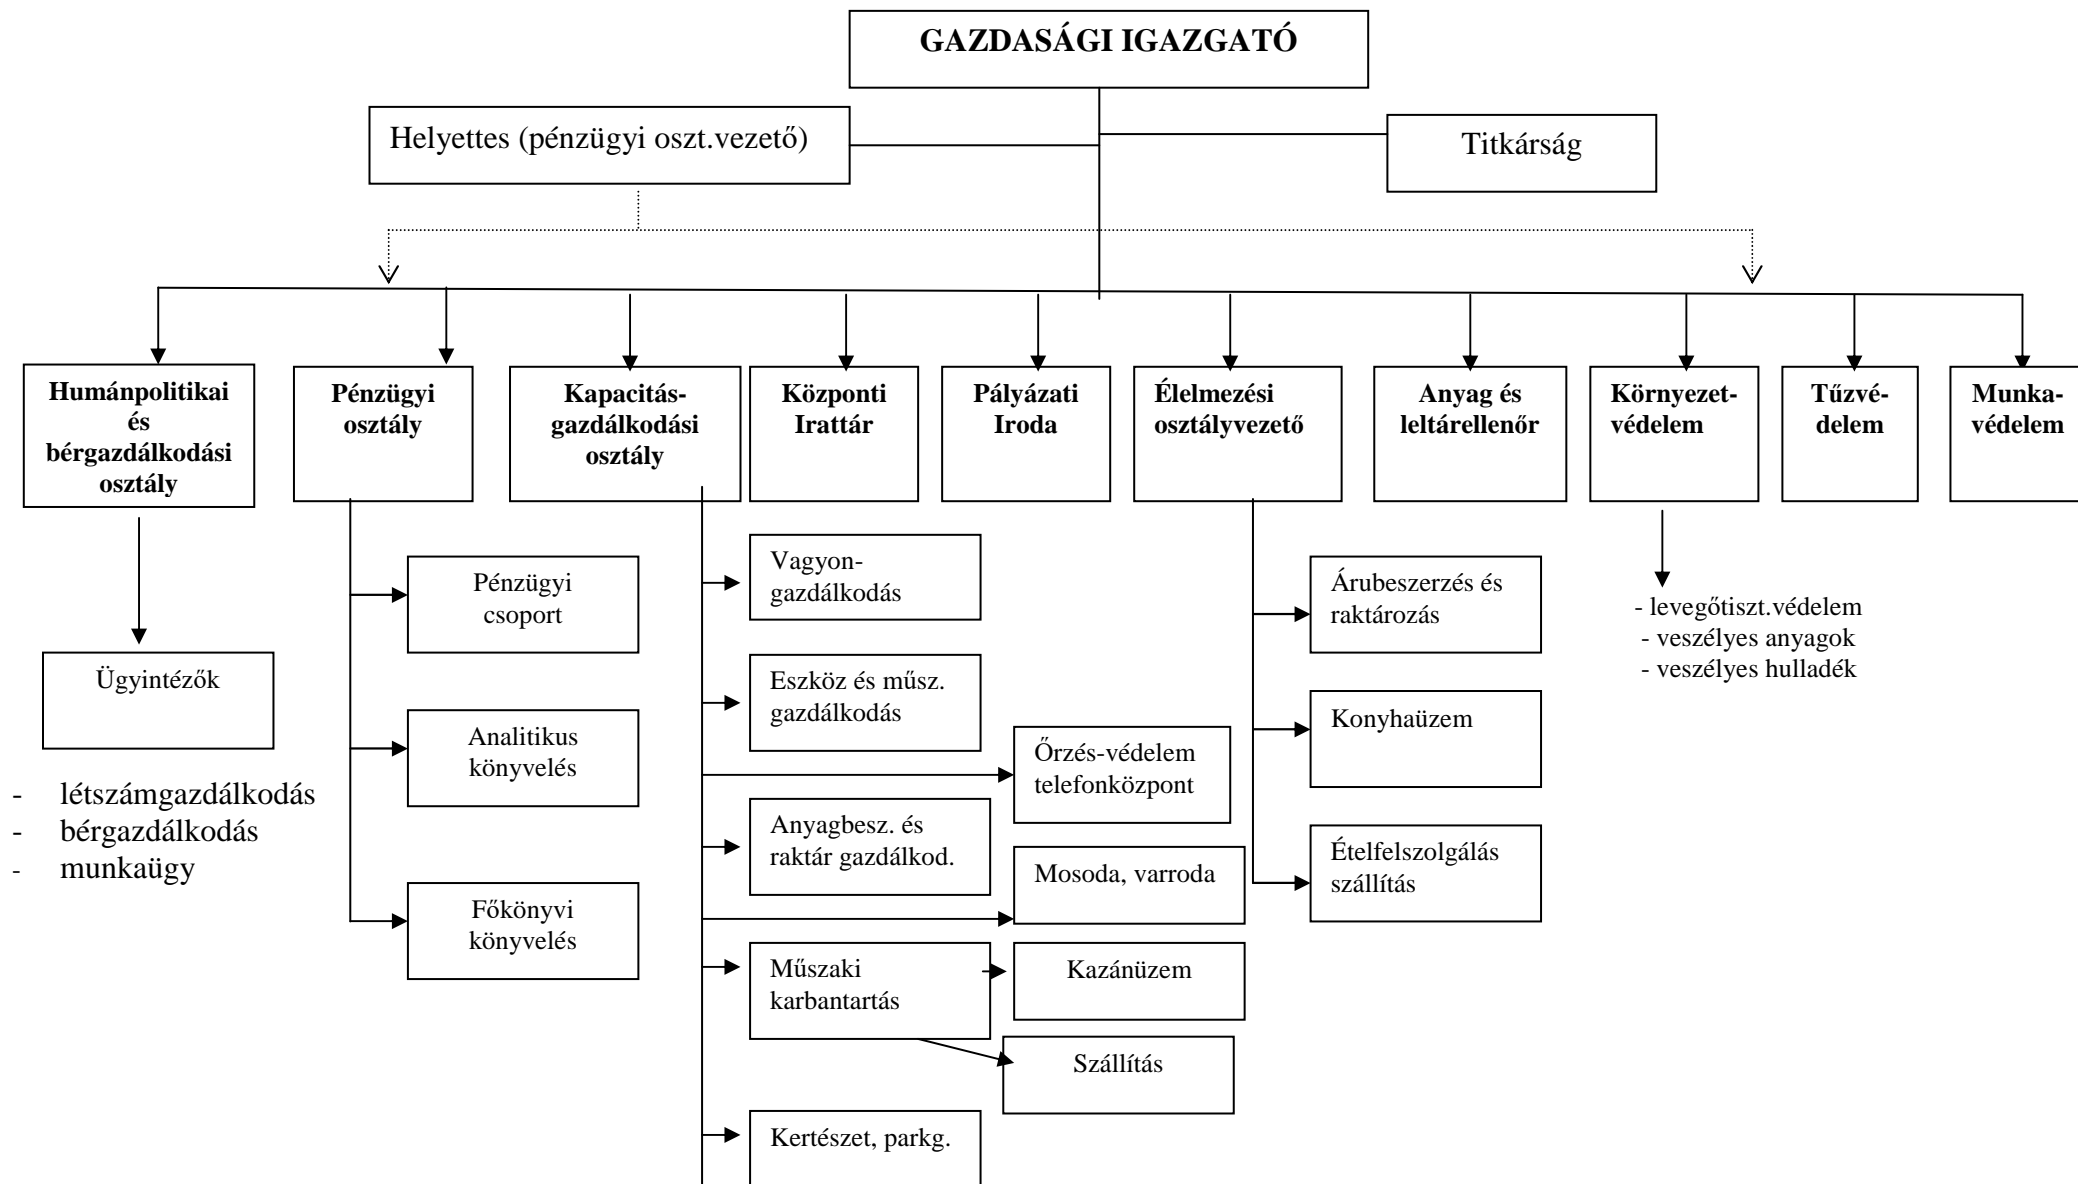 GAZDASÁGI IGAZGATÓ
Helyettes (pénzügyi oszt.vezető)
Titkárság
Humánpolitikai
és
bérgazdálkodási
osztály
Pénzügyi
osztály
Kapacitás-
gazdálkodási
osztály
Központi
Irattár
Pályázati
Iroda
Élelmezési
osztályvezető
Anyag és
leltárellenőr
Környezet-
védelem
Tűzvé-
delem
Munka-
védelem
Ügyintézők
- létszámgazdálkodás
- bérgazdálkodás
- munkaügy
Pénzügyi
csoport
Analitikus
könyvelés
Főkönyvi
könyvelés
Vagyon-
gazdálkodás
Eszköz és műsz.
gazdálkodás
Őrzés-védelem
telefonközpont
Anyagbesz. és
raktár gazdálkod.
Mosoda, varroda
Műszaki
karbantartás
Kazánüzem
Szállítás
Kertészet, parkg.
Árubeszerzés és
raktározás
Konyhaüzem
Ételfelszolgálás
szállítás
- levegőtiszt.védelem
- veszélyes anyagok
- veszélyes hulladék